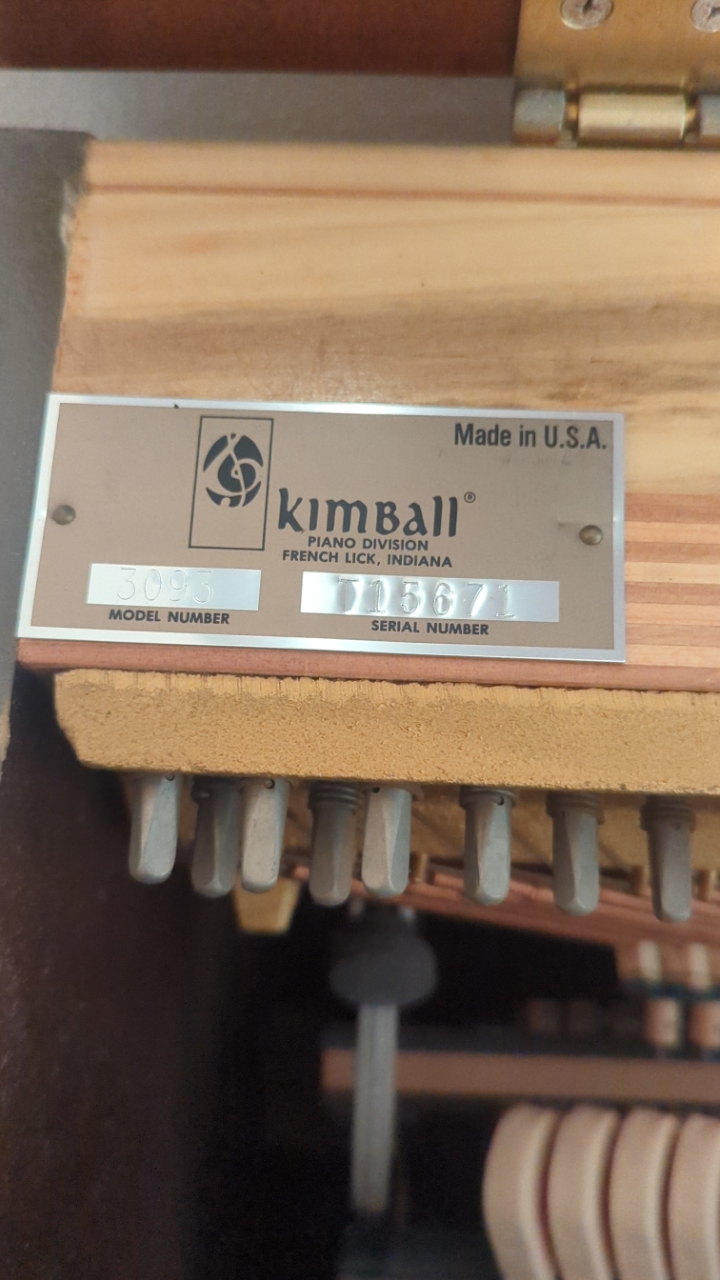 Made in U.S.A.
KIMBALL®
PIANO DIVISION
FRENCH LICK, INDIANA
3093 T15671
MODEL NUMBER SERIAL NUMBER